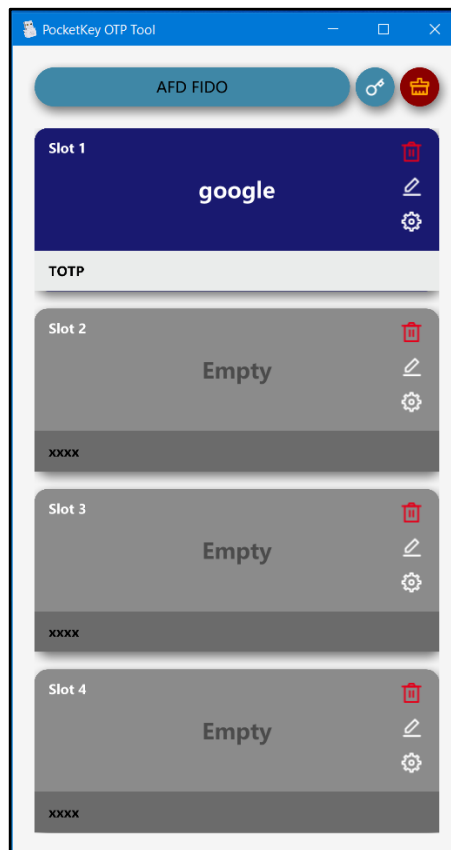 PocketKey OTP Tool
AFD FIDO
Slot 1
google
TOTP
Slot 2
Empty
xxxx
Slot 3
Empty
xxxx
Slot 4
Empty
xxxx